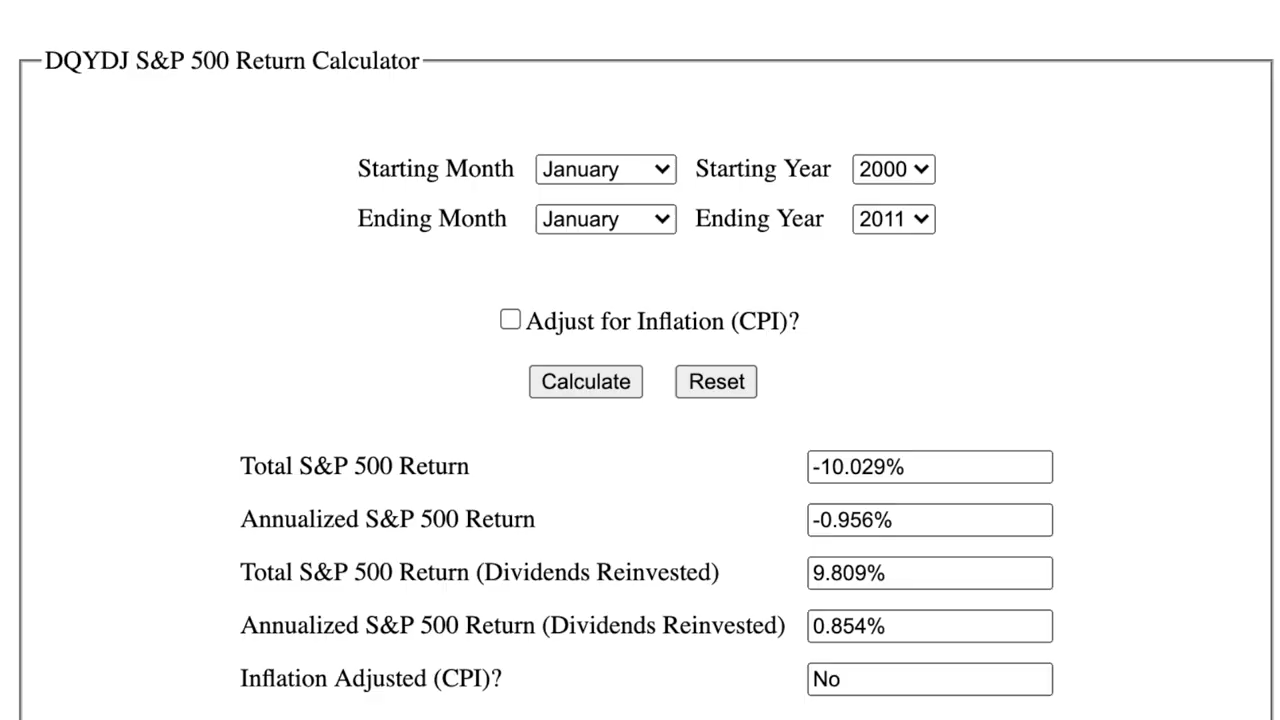 DQYDJ S&P 500 Return Calculator
Starting Month January Starting Year 2000
Ending Month January Ending Year 2011
Adjust for Inflation (CPI)?
Calculate Reset
Total S&P 500 Return -10.029%
Annualized S&P 500 Return -0.956%
Total S&P 500 Return (Dividends Reinvested) 9.809%
Annualized S&P 500 Return (Dividends Reinvested) 0.854%
Inflation Adjusted (CPI)? No